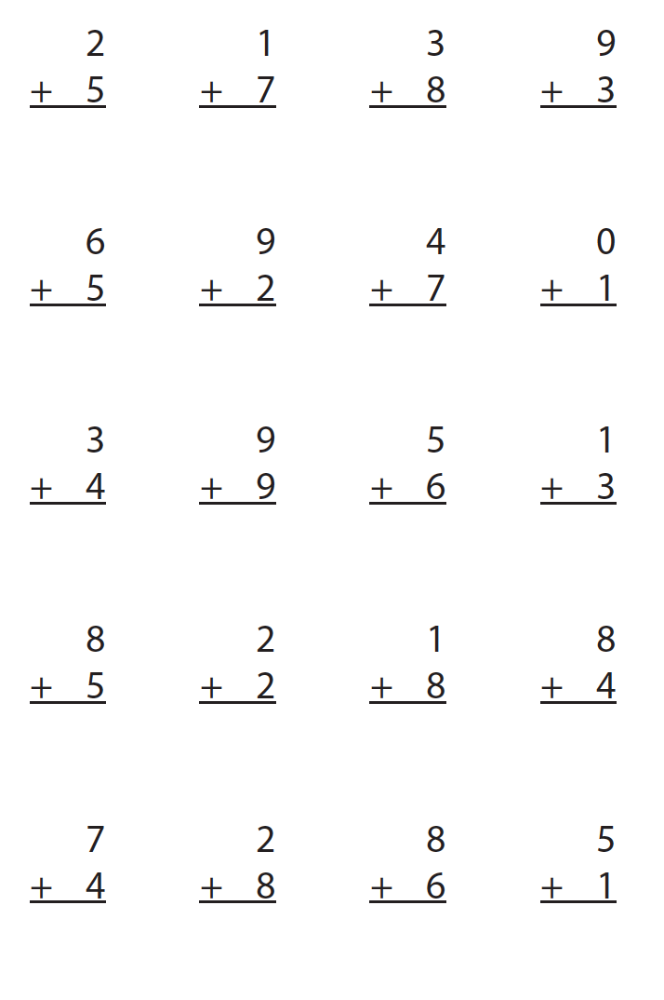 2 1 3 9
+ 5 + 7 + 8 + 3
6 9 4 0
+ 5 + 2 + 7 + 1
3 9 5 1
+ 4 + 9 + 6 + 3
8 2 1 8
+ 5 + 2 + 8 + 4
7 2 8 5
+ 4 + 8 + 6 + 1